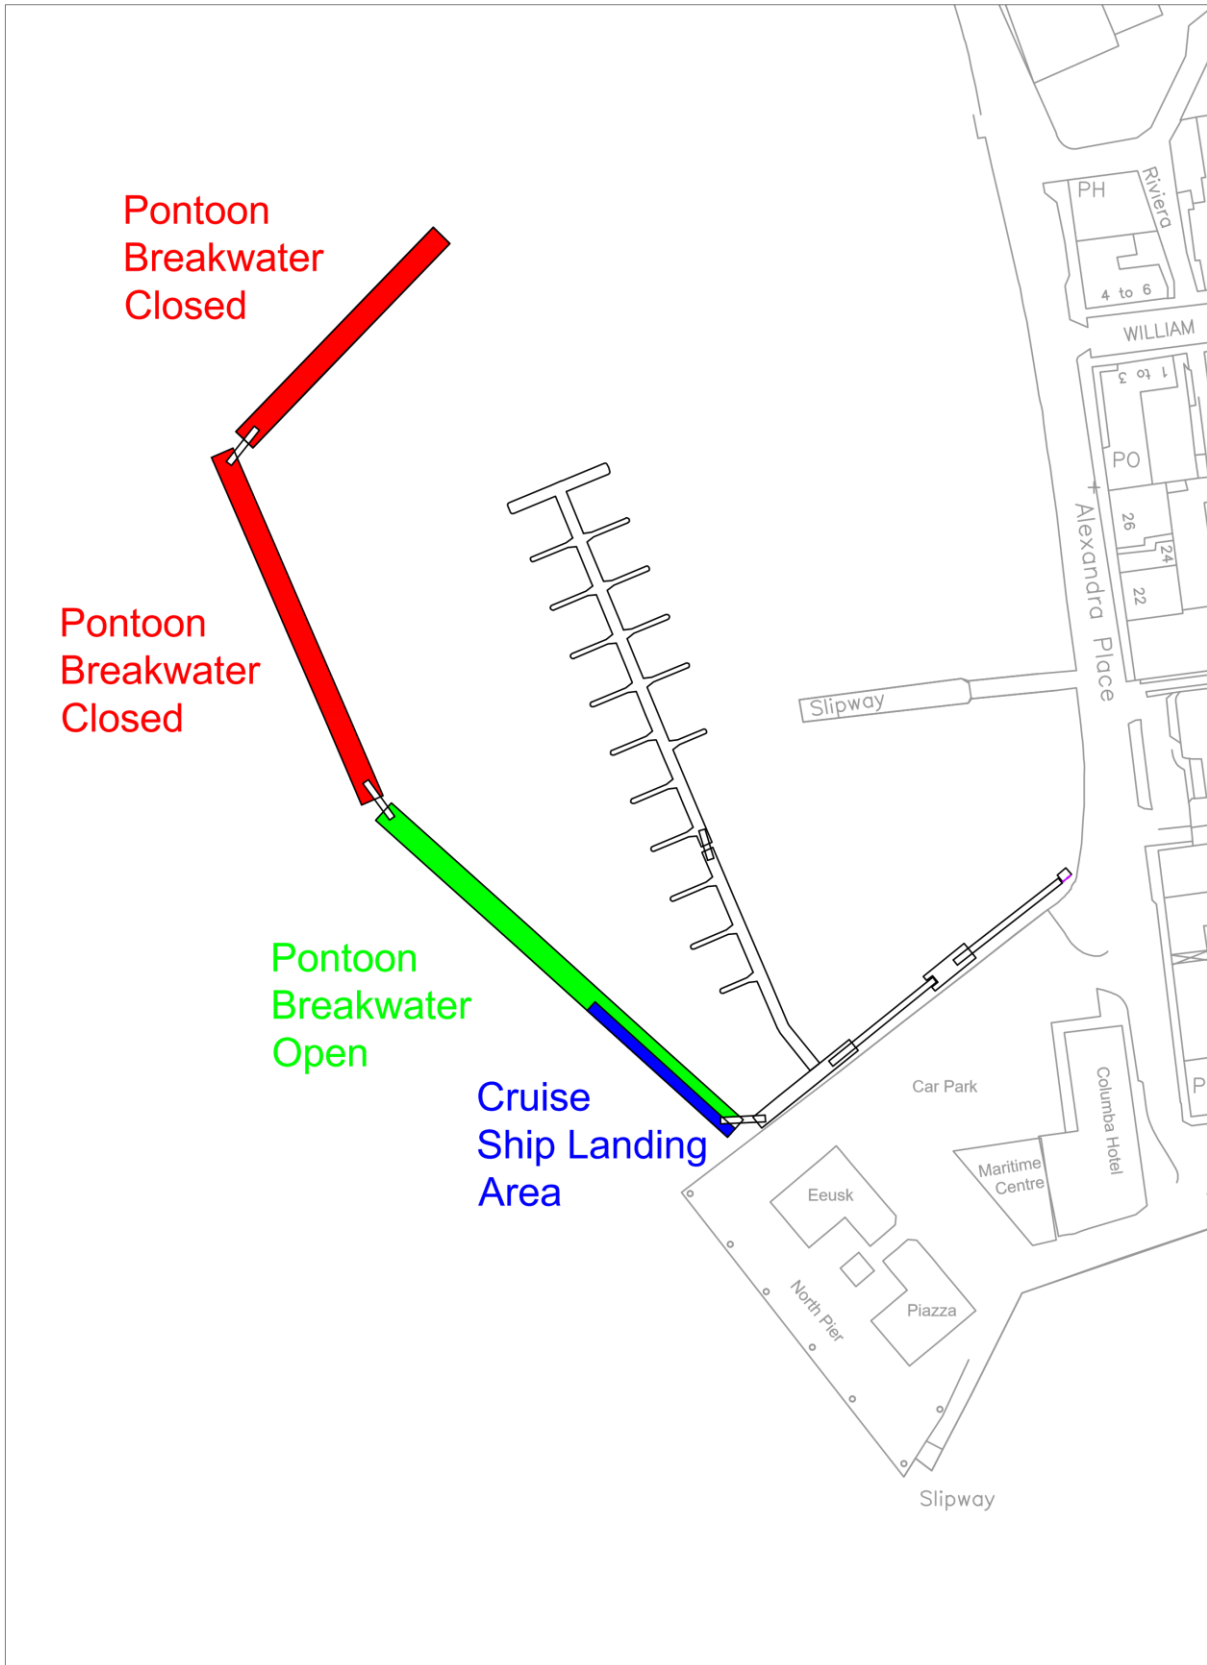 Pontoon
Breakwater
Closed
PH
Riviera
4 to 6
WILLIAM
1 to 3
PO
26
24
22
Alexandra Place
Pontoon
Breakwater
Closed
Slipway
Pontoon
Breakwater
Open
Cruise
Ship Landing
Area
Car Park
Columba Hotel
P
Maritime
Centre
Eeusk
North Pier
Piazza
Slipway